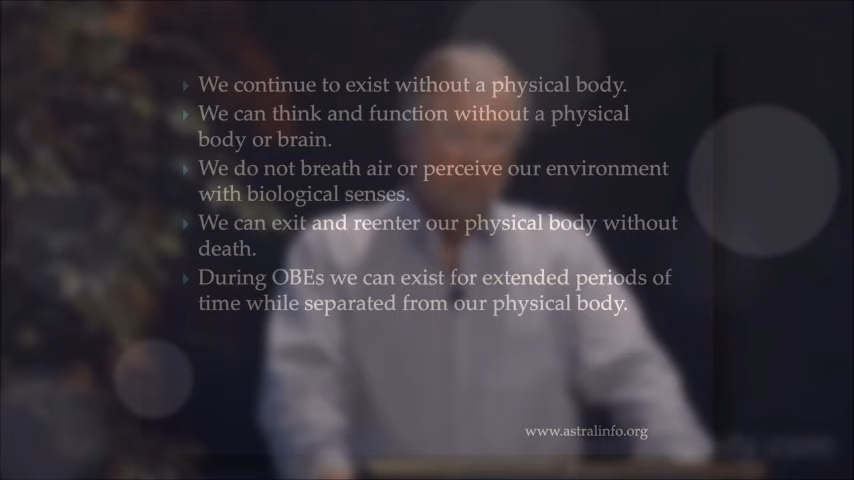 We continue to exist without a physical body.
We can think and function without a physical
body or brain.
We do not breath air or perceive our environment
with biological senses.
We can exit and reenter our physical body without
death.
During OBEs we can exist for extended periods of
time while separated from our physical body.
www.astralinfo.org